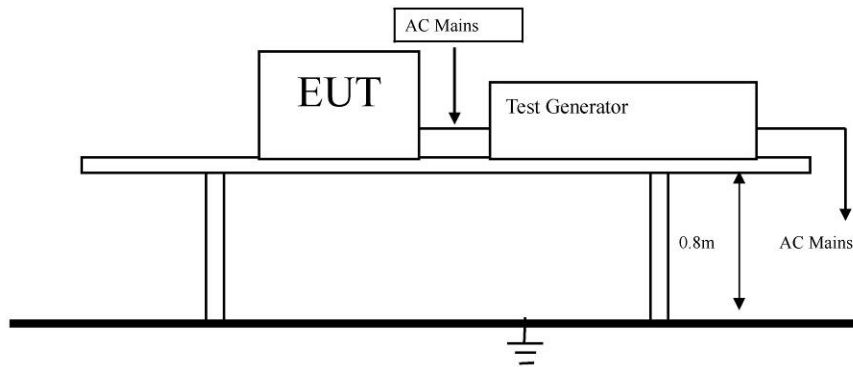 AC Mains
EUT
Test Generator
0.8m
AC Mains